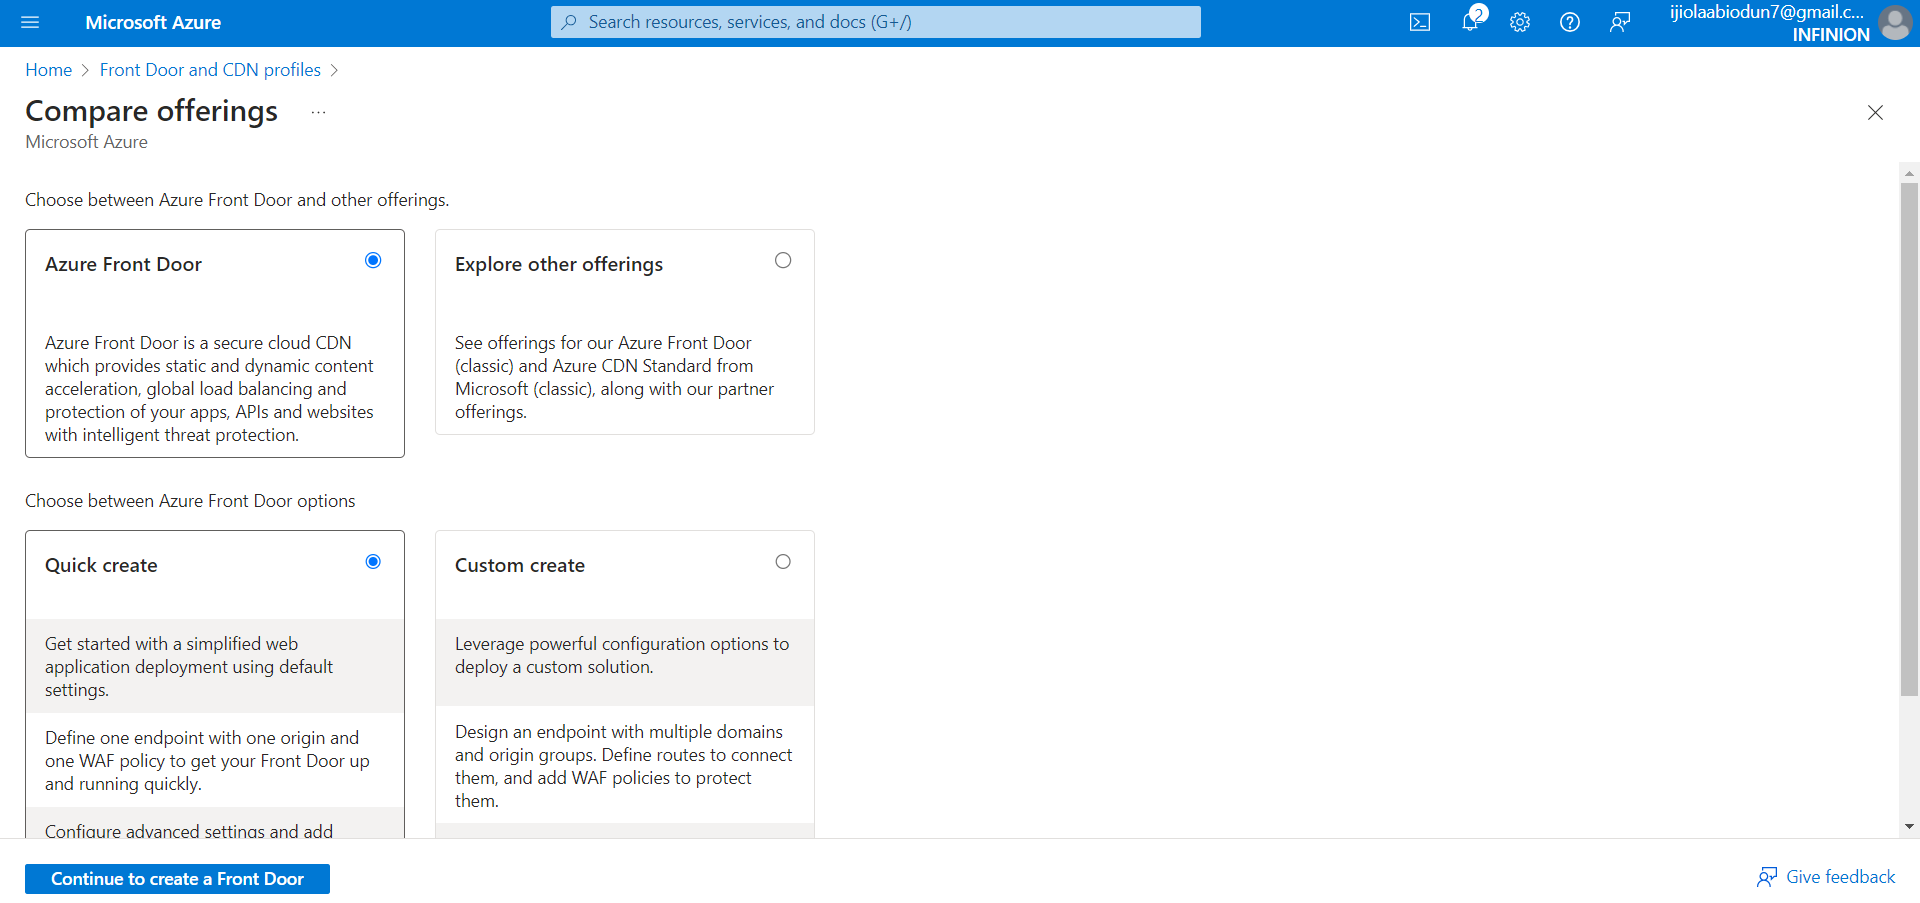 Microsoft Azure
Search resources, services, and docs (G+/)
2
ijiolaabiodun7@gmail.c...
INFINION
Home > Front Door and CDN profiles >
Compare offerings ...
Microsoft Azure
Choose between Azure Front Door and other offerings.
Azure Front Door
Azure Front Door is a secure cloud CDN
which provides static and dynamic content
acceleration, global load balancing and
protection of your apps, APIs and websites
with intelligent threat protection.
Explore other offerings
See offerings for our Azure Front Door
(classic) and Azure CDN Standard from
Microsoft (classic), along with our partner
offerings.
Choose between Azure Front Door options
Quick create
Get started with a simplified web
application deployment using default
settings.
Define one endpoint with one origin and
one WAF policy to get your Front Door up
and running quickly.
Configure advanced settings and add
Custom create
Leverage powerful configuration options to
deploy a custom solution.
Design an endpoint with multiple domains
and origin groups. Define routes to connect
them, and add WAF policies to protect
them.
Continue to create a Front Door
Give feedback